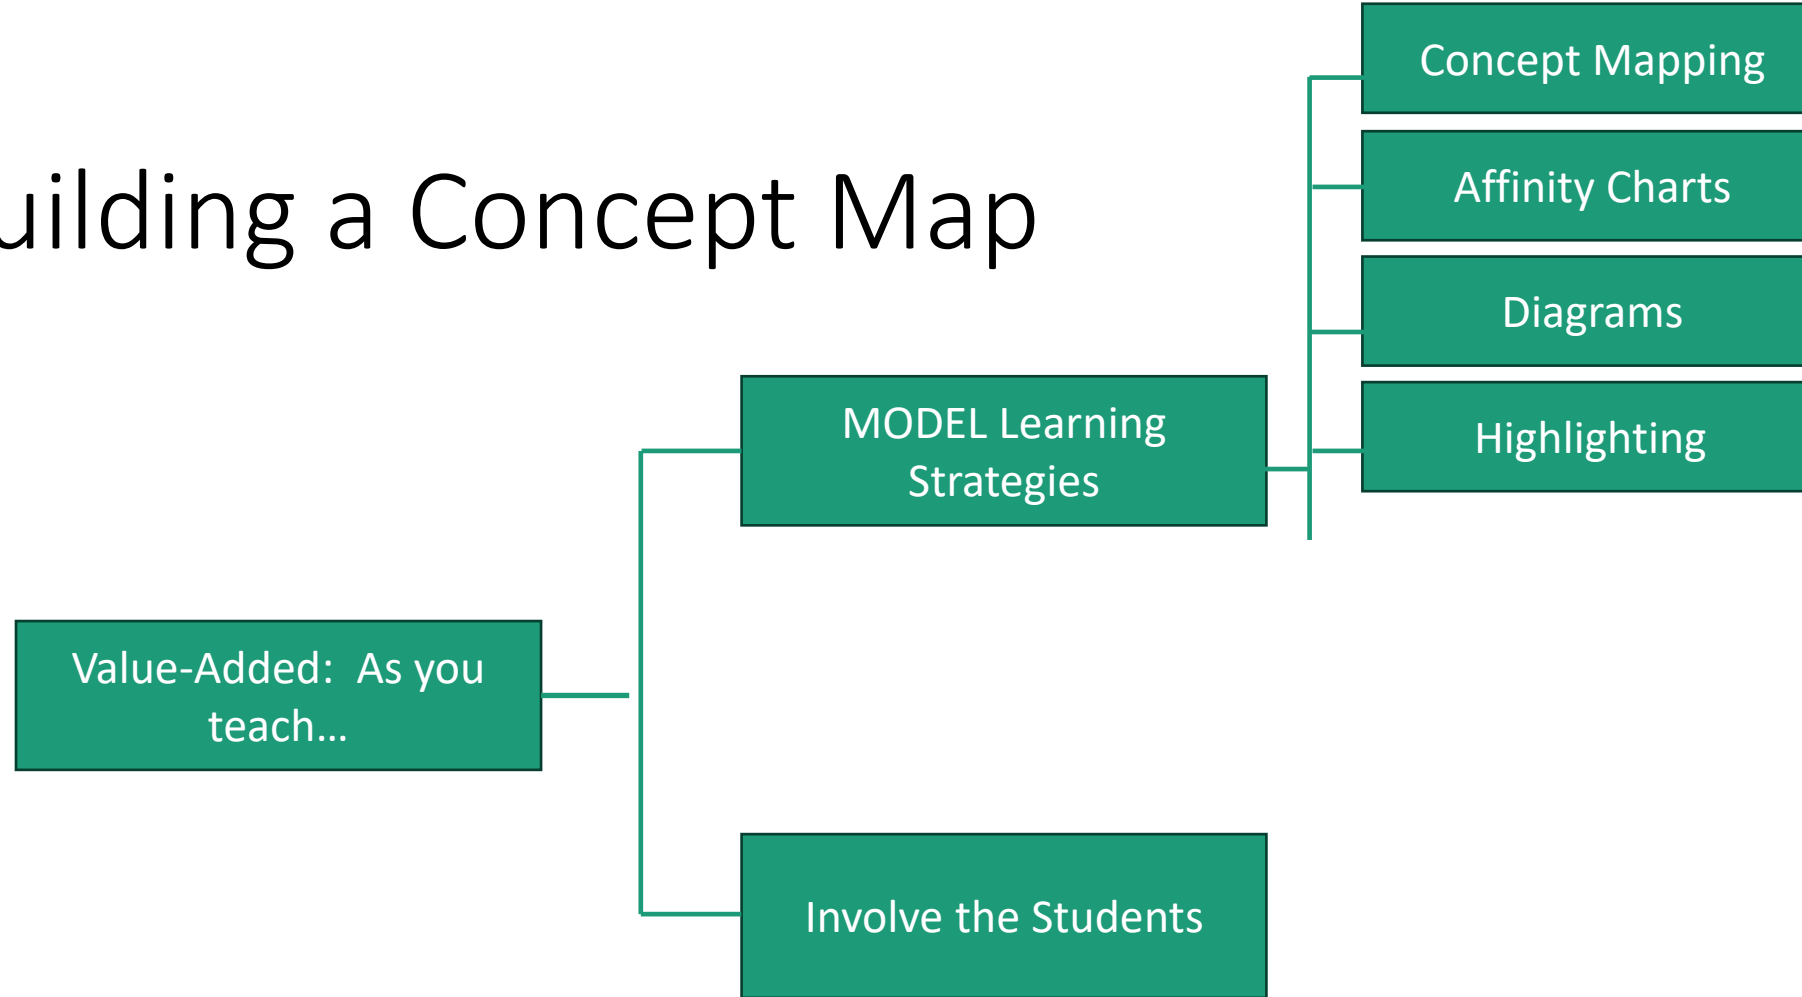 uilding a Concept Map
Concept Mapping
Affinity Charts
Diagrams
Highlighting
MODEL Learning
Strategies
Value-Added:  As you
teach…
Involve the Students